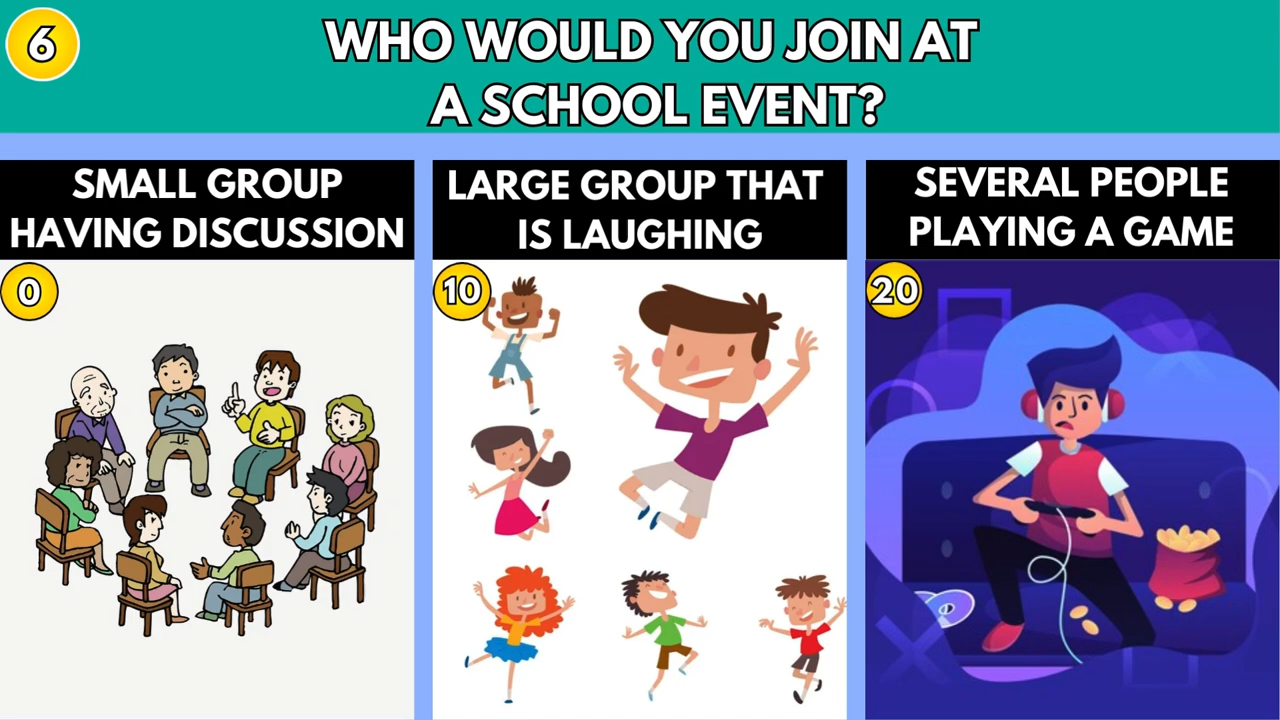 6
WHO WOULD YOU JOIN AT
A SCHOOL EVENT?
SMALL GROUP
HAVING DISCUSSION
0
LARGE GROUP THAT
IS LAUGHING
10
SEVERAL PEOPLE
PLAYING A GAME
20